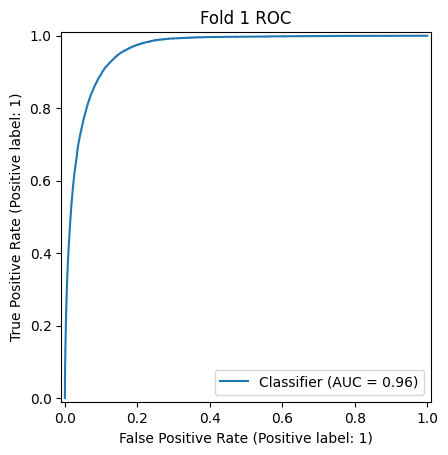 Fold 1 ROC
True Positive Rate (Positive label: 1)
1.0
0.8
0.6
0.4
0.2
0.0
Classifier (AUC = 0.96)
0.0 0.2 0.4 0.6 0.8 1.0
False Positive Rate (Positive label: 1)